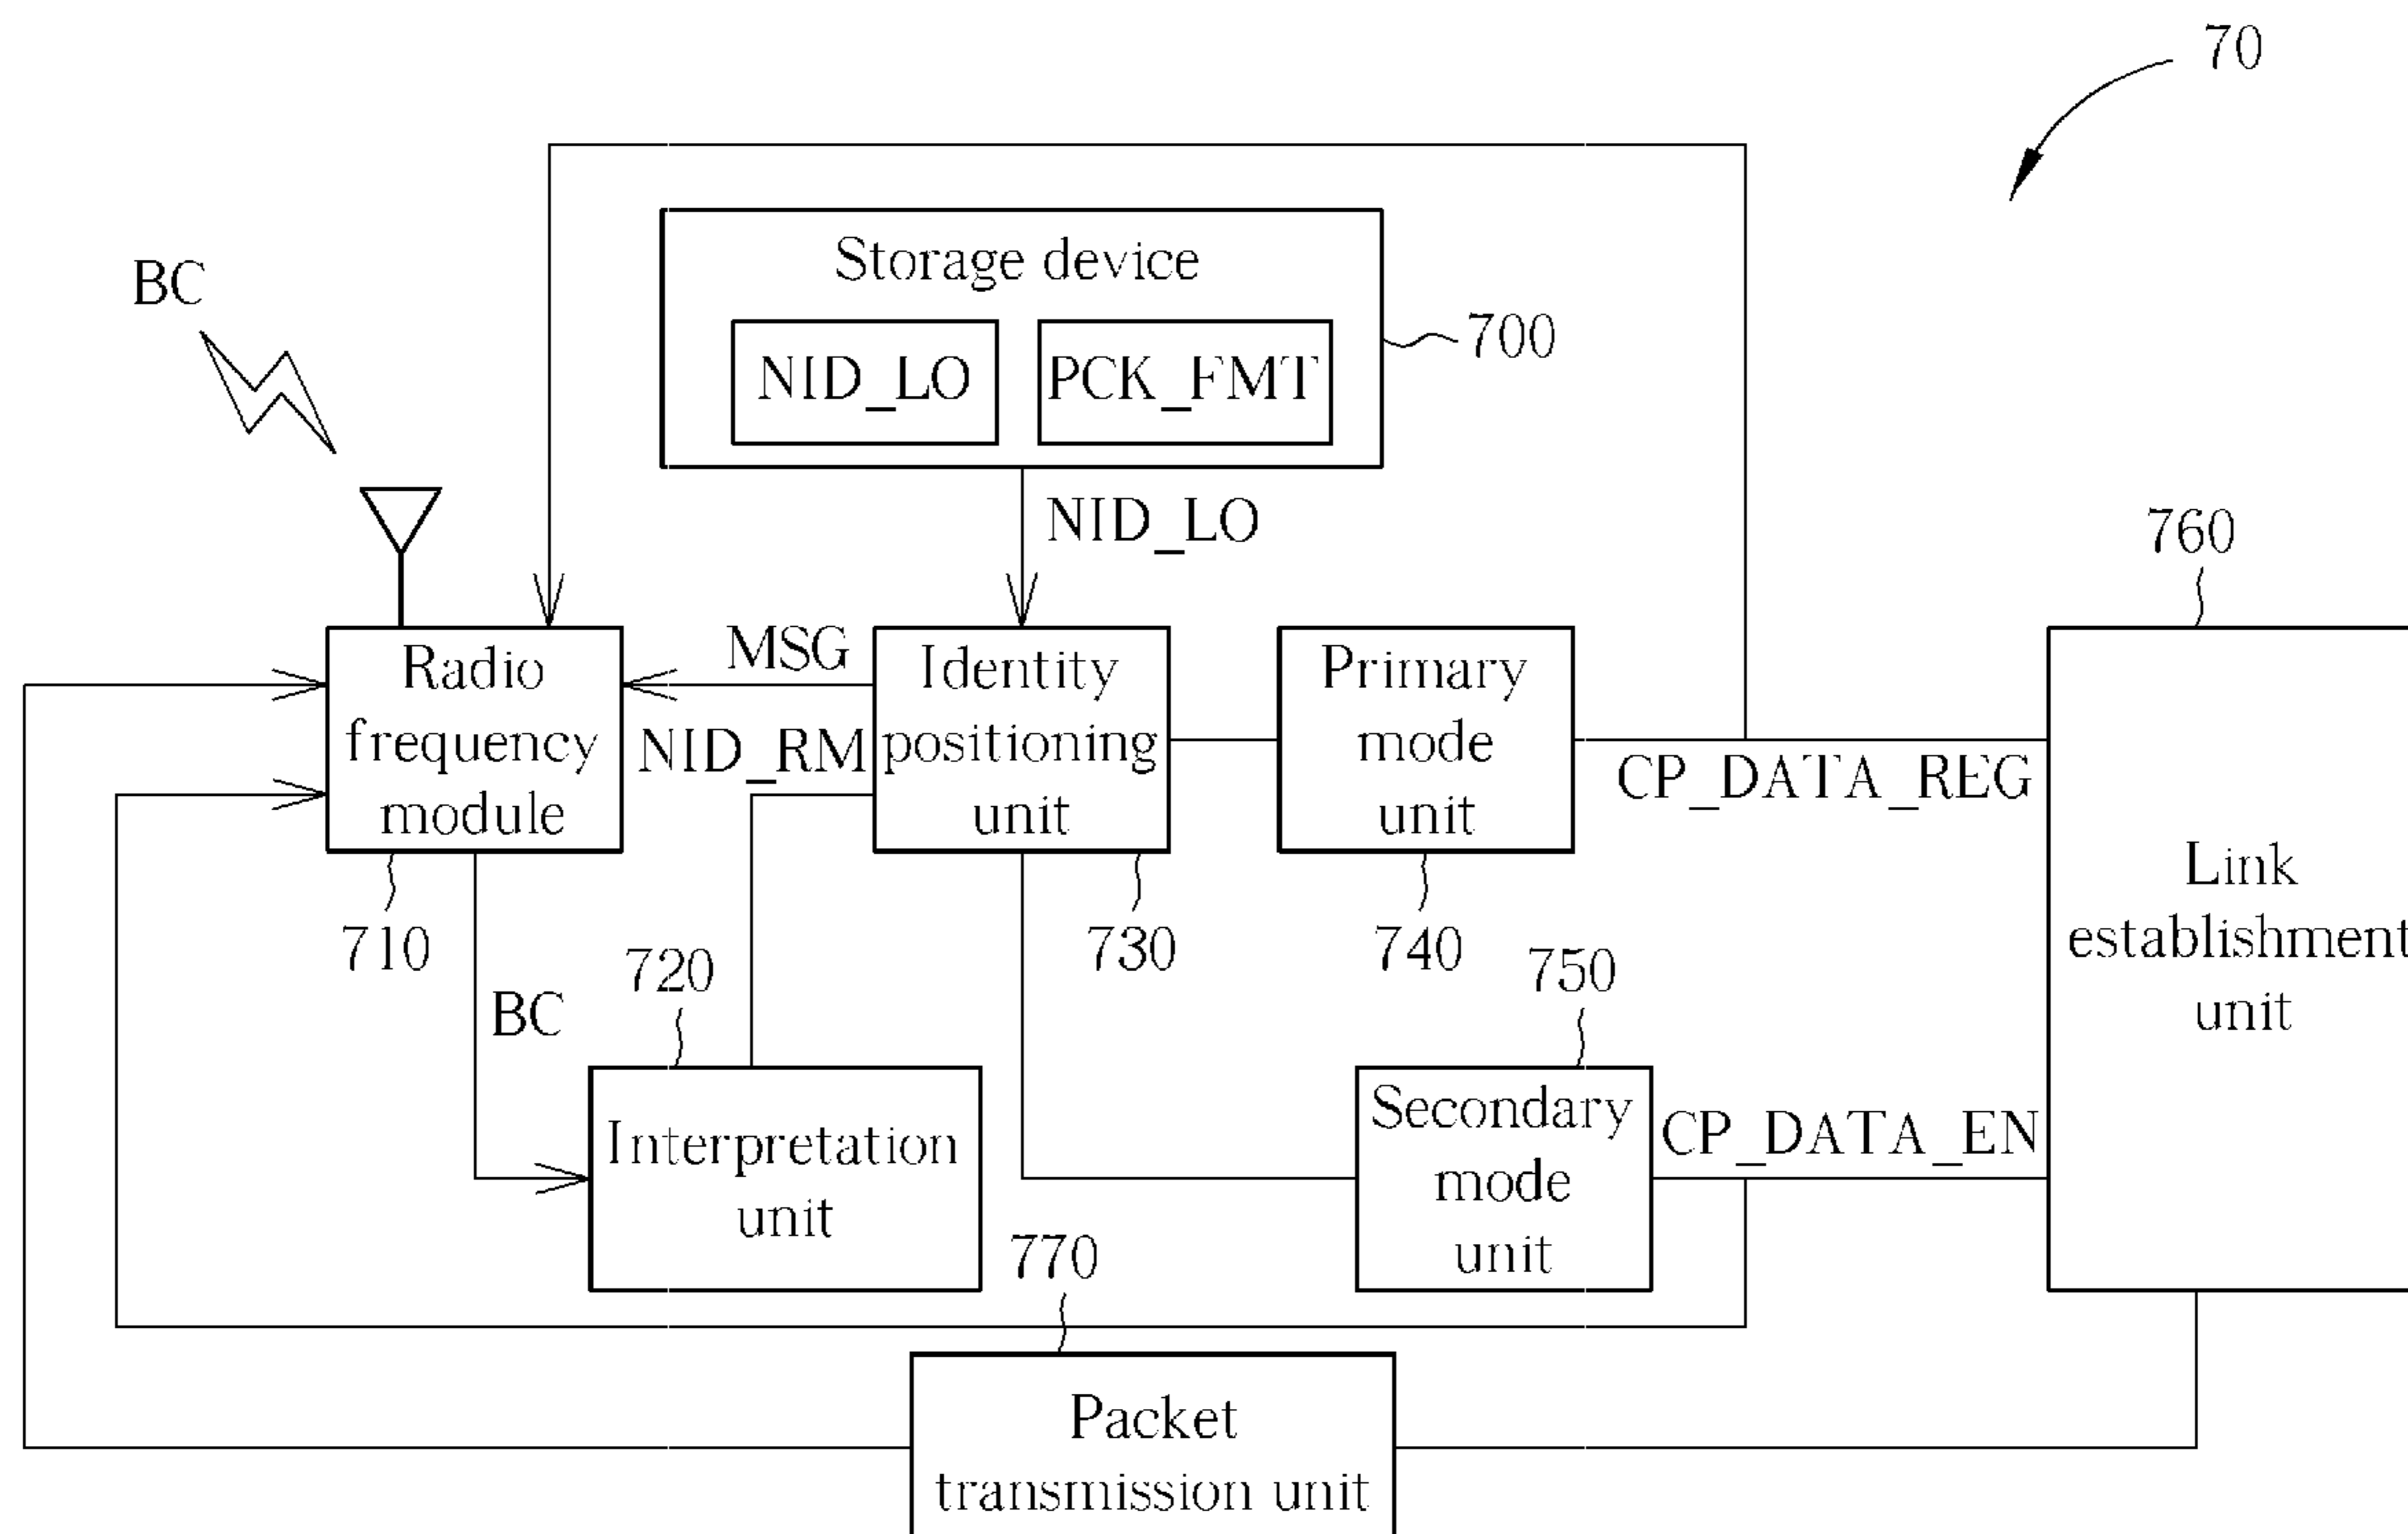 70
BC
Storage device
NID_LO
PCK_FMT
700
NID_LO
760
Radio
frequency
module
MSG
NID_RM
Identity
positioning
unit
Primary
mode
unit
CP_DATA_REG
Link
establishment
unit
710
720
730
740
750
BC
Interpretation
unit
Secondary
mode
unit
CP_DATA_EN
770
Packet
transmission unit